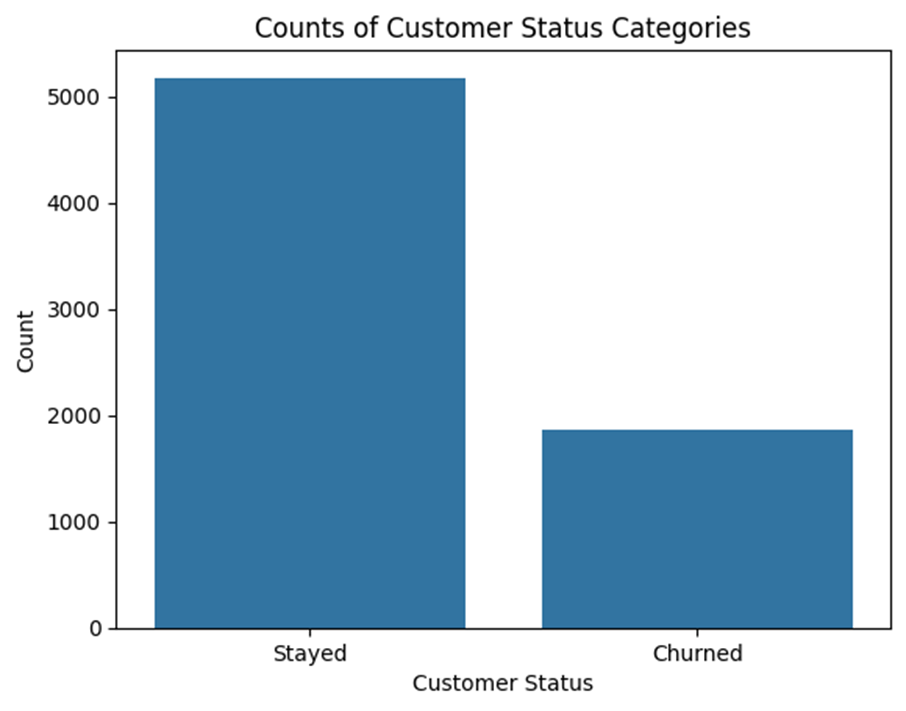 Counts of Customer Status Categories
5000
4000
3000
2000
1000
0
Count
Stayed
Churned
Customer Status